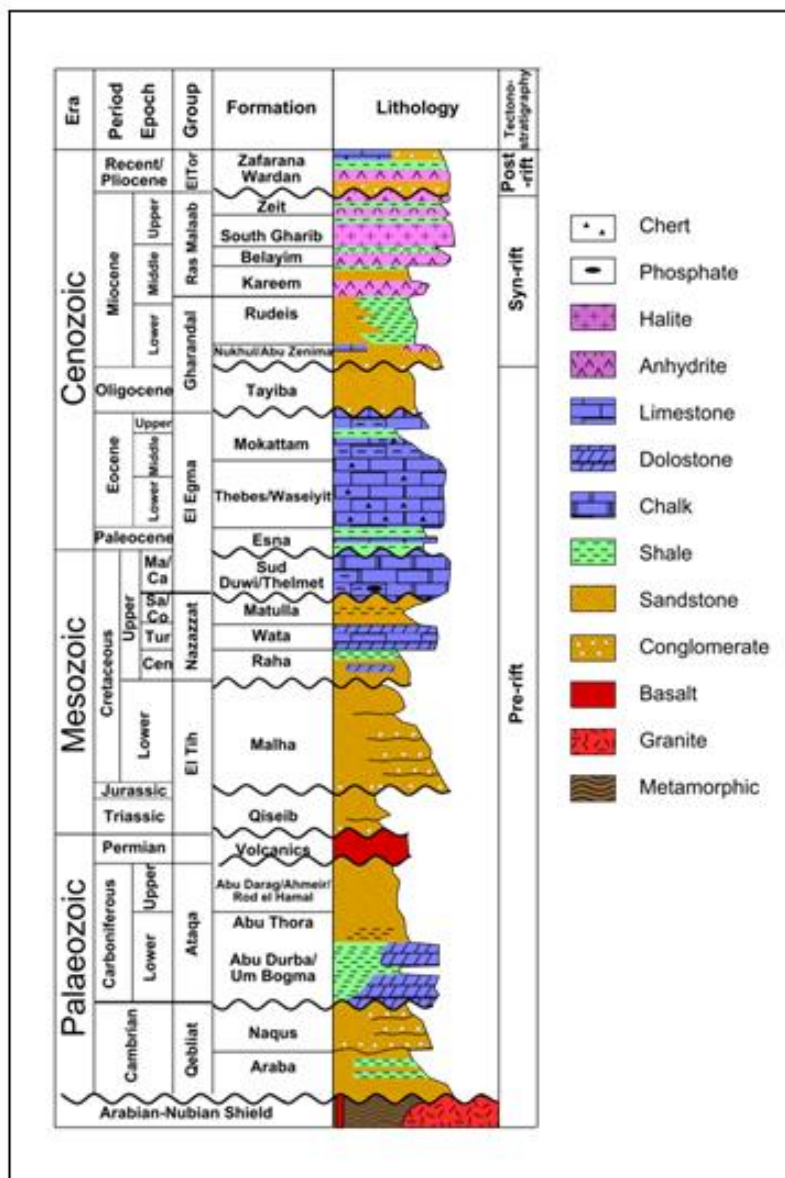 Era
Period
Epoch
Group
Formation
Lithology
Tectono-
stratigraphy
Cenozoic
Recent/
Pliocene
El Tor
Zafarana
Wardan
Post
-rift
Miocene
Upper
Middle
Lower
Ras Malaab
Zeit
South Gharib
Belayim
Kareem
Syn-rift
Gharandal
Rudeis
Nukhul/Abu Zenima
Oligocene
Tayiba
Eocene
Upper
Middle
Lower
El Egma
Mokattam
Thebes/Waseiyit
Paleocene
Esna
Pre-rift
Mesozoic
Cretaceous
Upper
Ma/
Ca
Sud
Duwi/Thelmet
Sa/
Co
Tur
Cen
Nazazzat
Matulla
Wata
Raha
Lower
El Tih
Malha
Jurassic
Triassic
Qiseib
Palaeozoic
Permian
Volcanics
Carboniferous
Upper
Lower
Ataqa
Abu Darag/Ahmeir/
Rod el Hamal
Abu Thora
Abu Durba/
Um Bogma
Cambrian
Qebliat
Naqus
Araba
Arabian-Nubian Shield
Chert
Phosphate
Halite
Anhydrite
Limestone
Dolostone
Chalk
Shale
Sandstone
Conglomerate
Basalt
Granite
Metamorphic